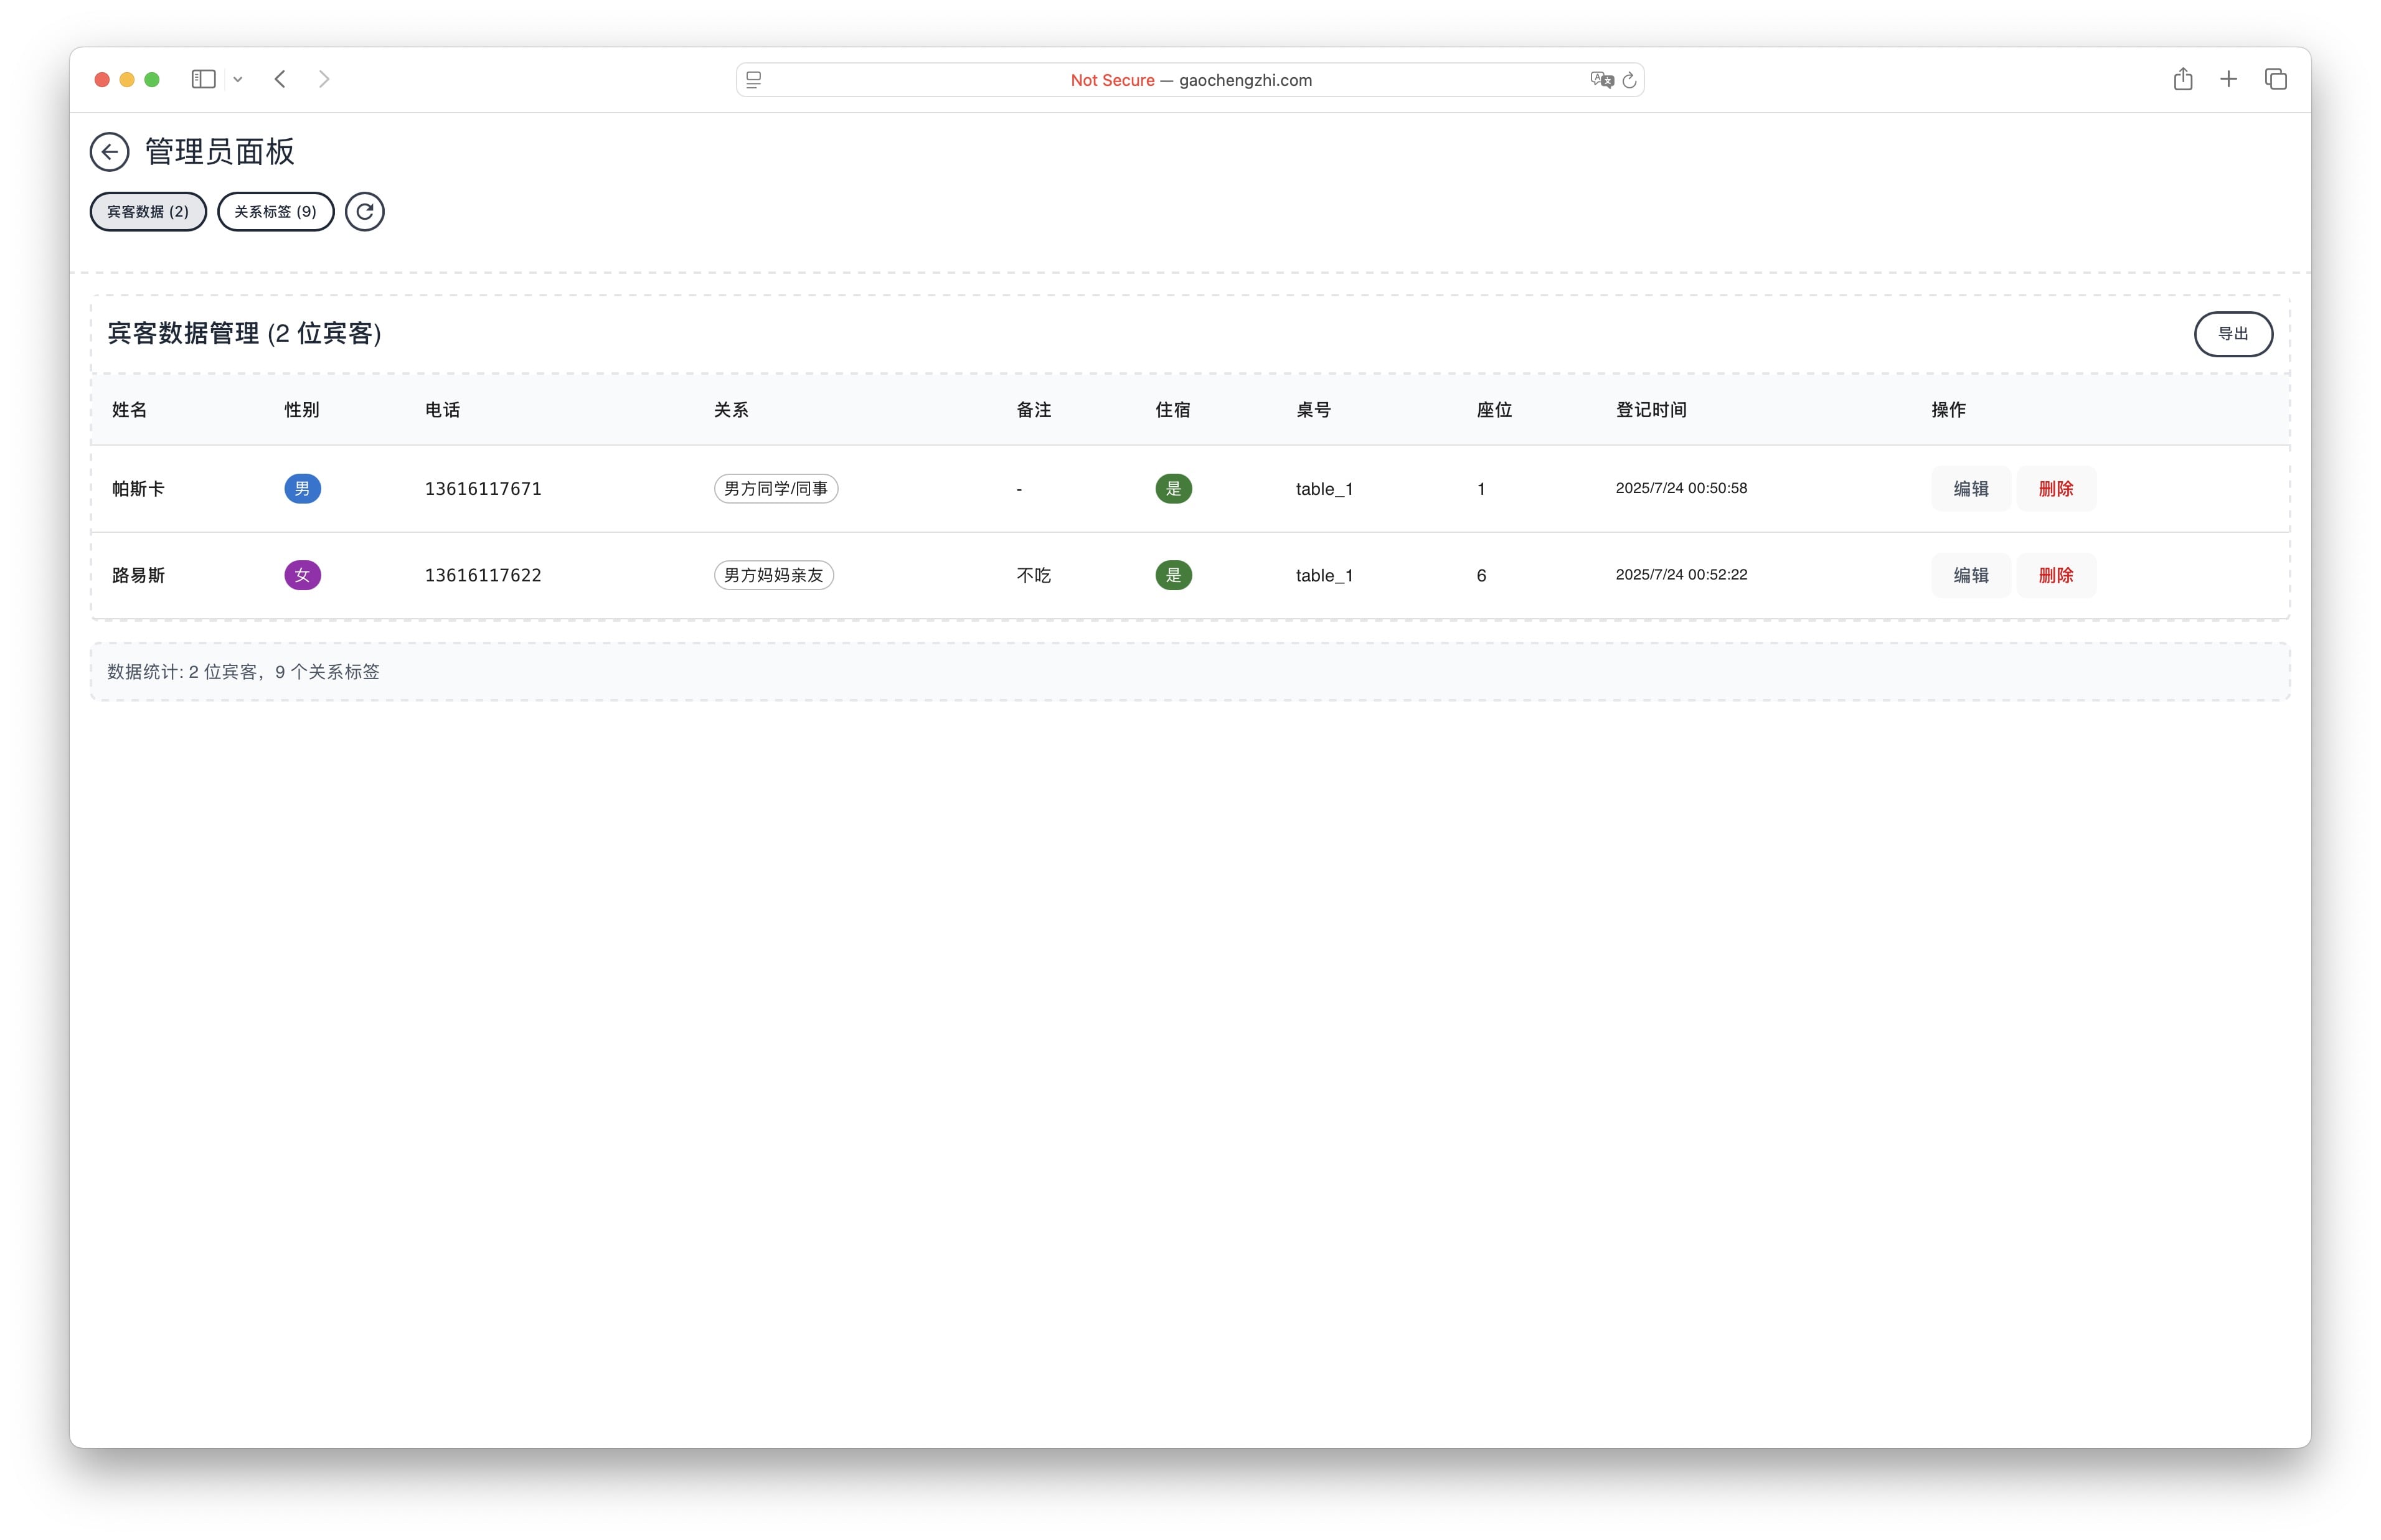 Not Secure — gaochengzhi.com
管理员面板
宾客数据 (2) 关系标签 (9)
宾客数据管理 (2 位宾客) 导出
姓名 性别 电话 关系 备注 住宿 桌号 座位 登记时间 操作
帕斯卡 男 13616117671 男方同学/同事 - 是 table_1 1 2025/7/24 00:50:58 编辑 删除
路易斯 女 13616117622 男方妈妈亲友 不吃 是 table_1 6 2025/7/24 00:52:22 编辑 删除
数据统计: 2 位宾客，9 个关系标签